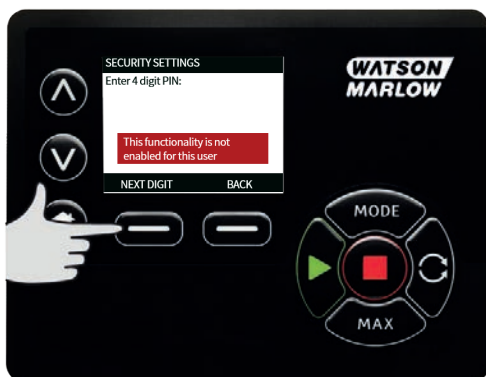 SECURITY SETTINGS
Enter 4 digit PIN:
This functionality is not
enabled for this user
NEXT DIGIT BACK
WATSON
MARLOW
MODE
MAX